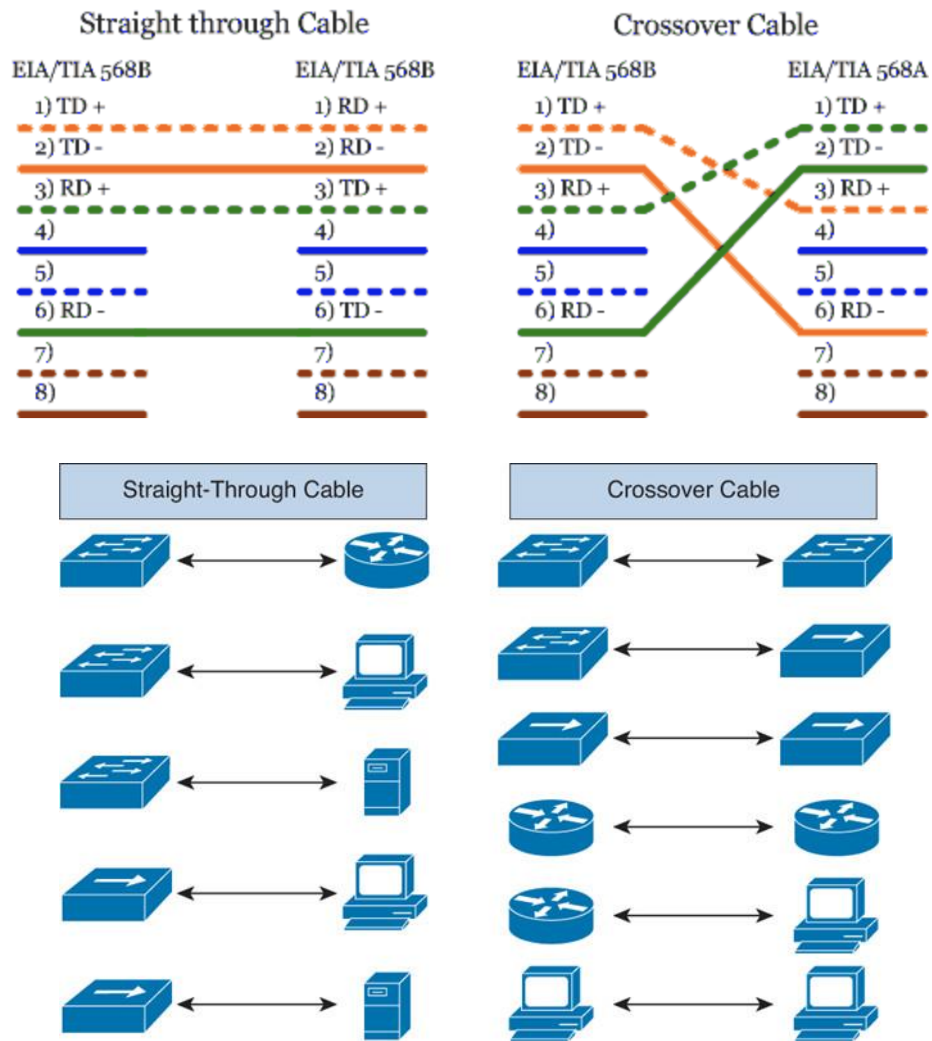 Straight through Cable
EIA/TIA 568B EIA/TIA 568B
1) TD + 1) RD +
2) TD - 2) RD -
3) RD + 3) TD +
4) 4)
5) 5)
6) RD - 6) TD -
7) 7)
8) 8)
Crossover Cable
EIA/TIA 568B EIA/TIA 568A
1) TD + 1) TD +
2) TD - 2) TD -
3) RD + 3) RD +
4) 4)
5) 5)
6) RD - 6) RD -
7) 7)
8) 8)
Straight-Through Cable
Crossover Cable